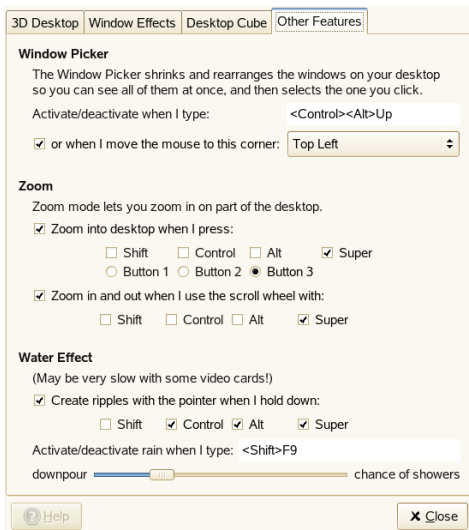 3D Desktop Window Effects Desktop Cube Other Features
Window Picker
The Window Picker shrinks and rearranges the windows on your desktop
so you can see all of them at once, and then selects the one you click.
Activate/deactivate when I type: <Control><Alt>Up
or when I move the mouse to this corner: Top Left
Zoom
Zoom mode lets you zoom in on part of the desktop.
Zoom into desktop when I press:
Shift Control Alt Super
Button 1 Button 2 Button 3
Zoom in and out when I use the scroll wheel with:
Shift Control Alt Super
Water Effect
(May be very slow with some video cards!)
Create ripples with the pointer when I hold down:
Shift Control Alt Super
Activate/deactivate rain when I type: <Shift>F9
downpour chance of showers
Help Close